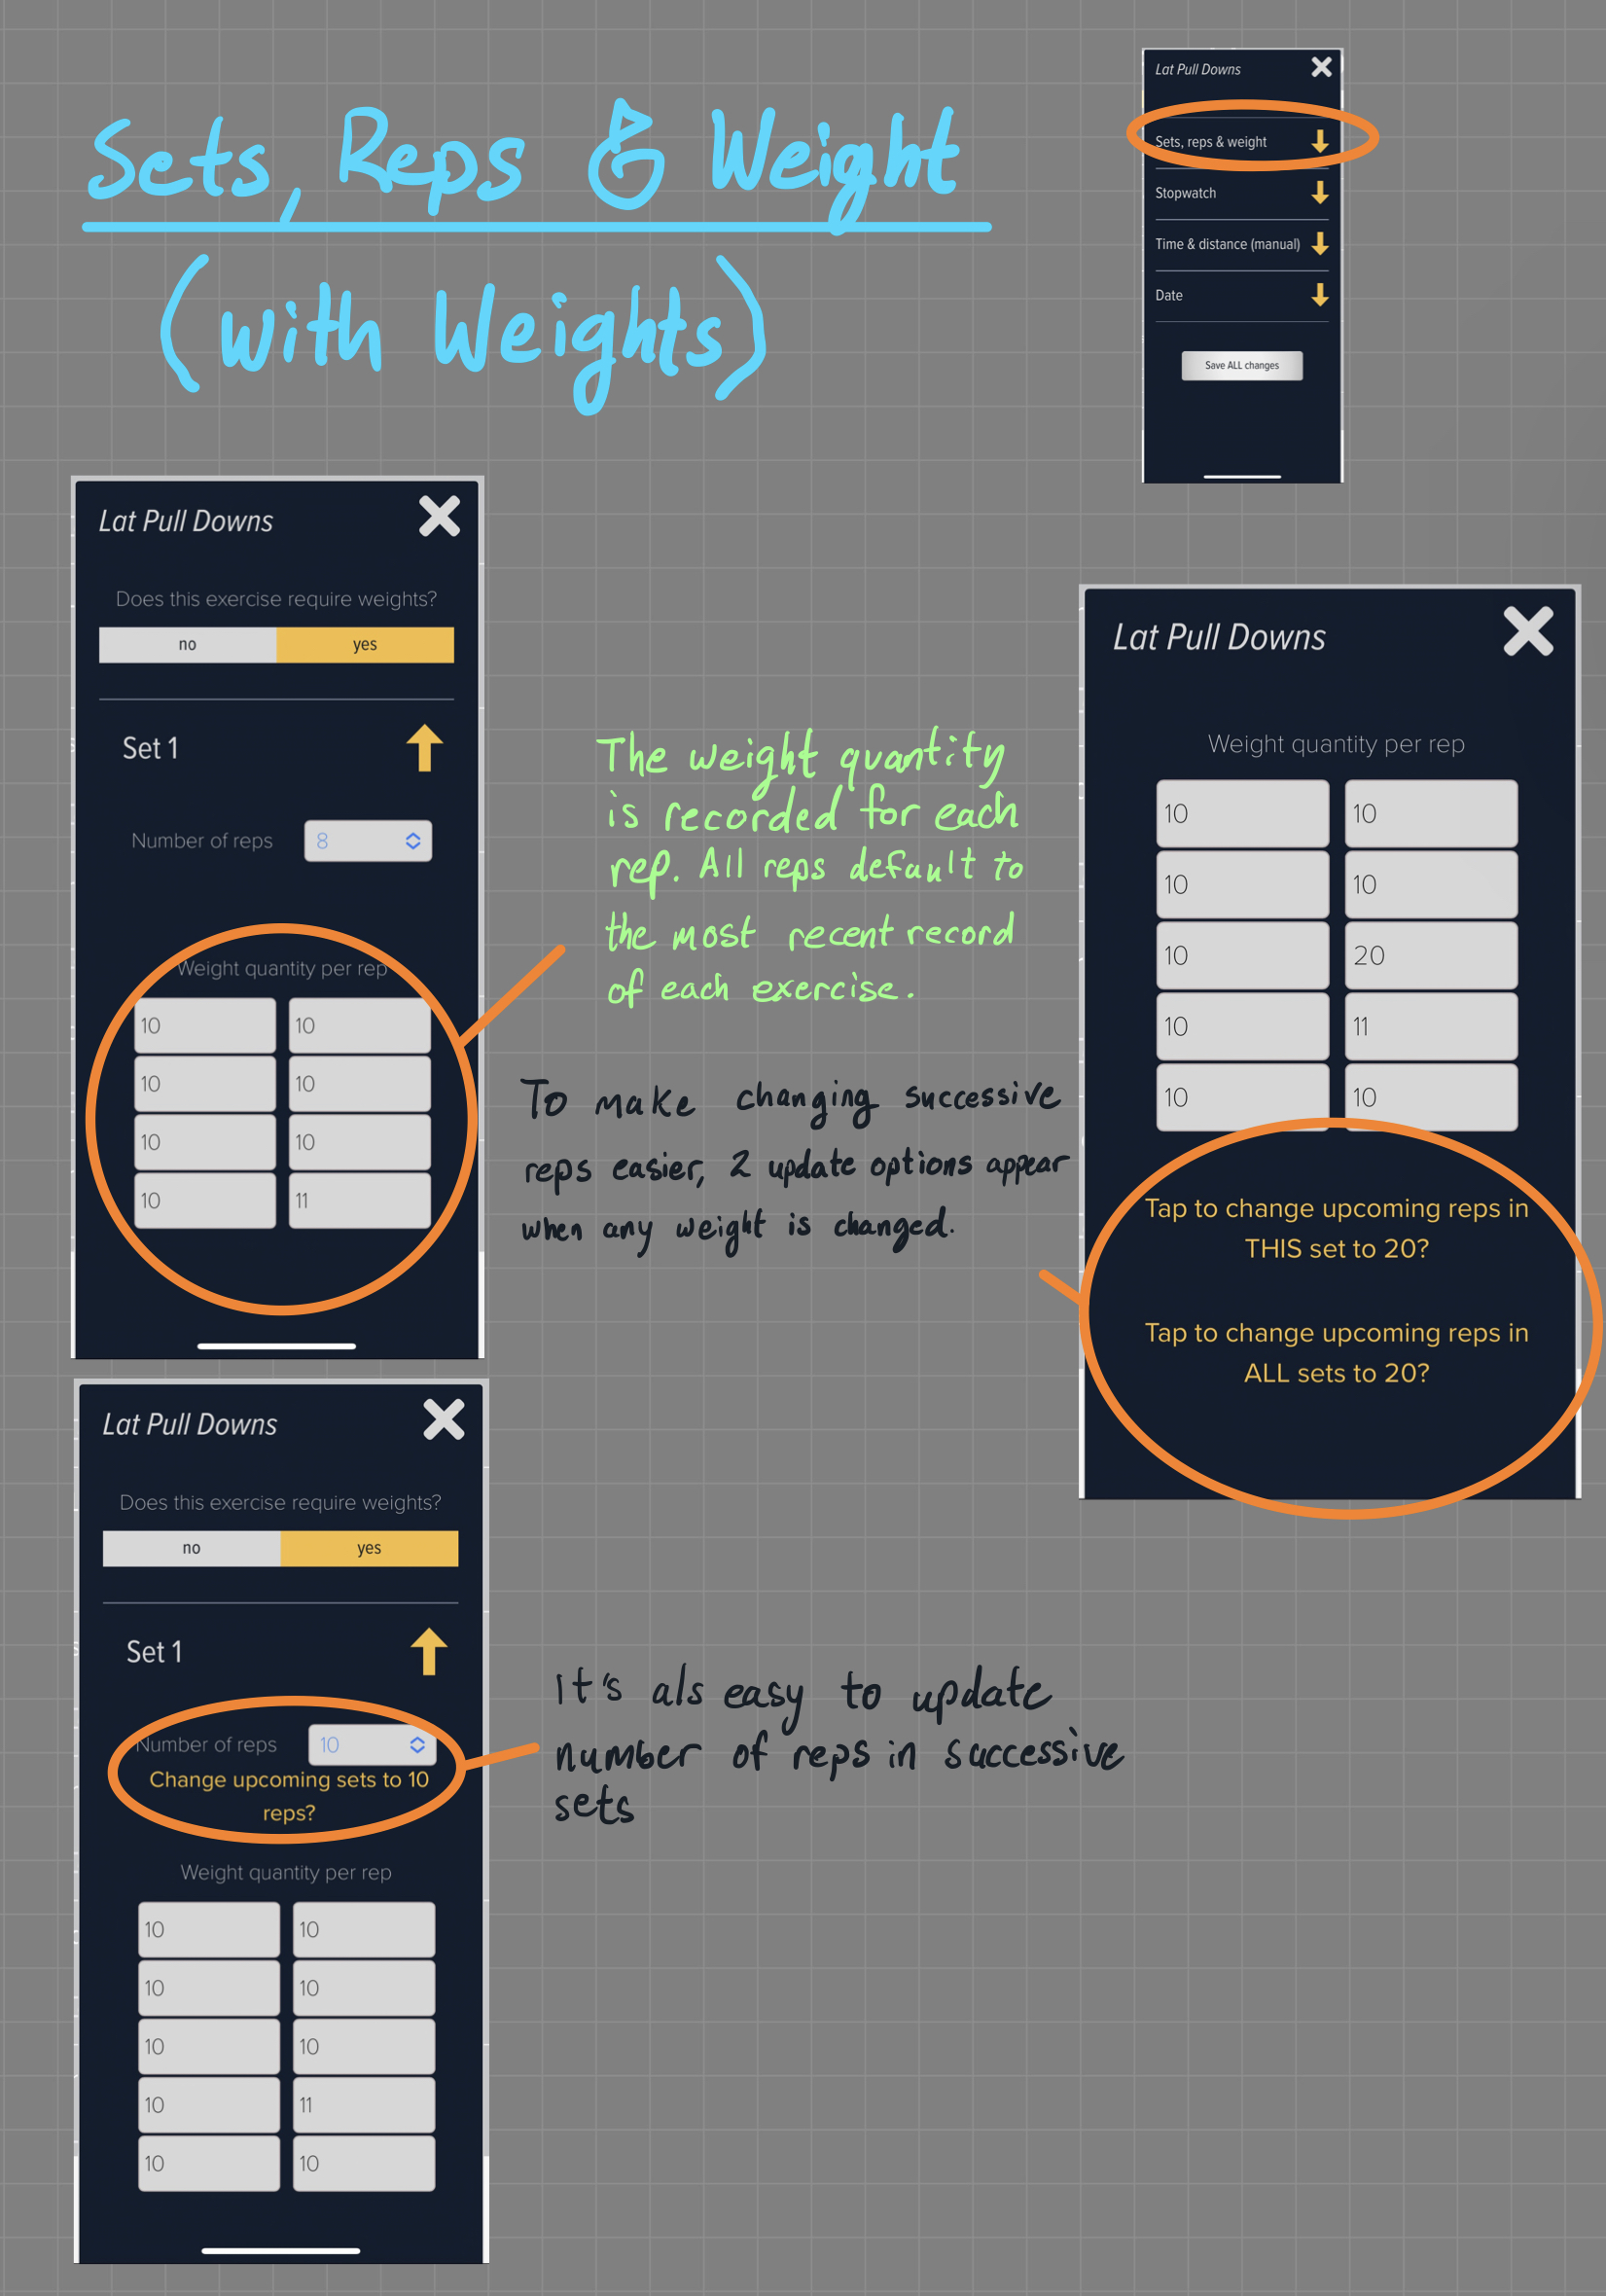 Sets, Reps & Weight
(with Weights)
Lat Pull Downs
Sets, reps & weight
Stopwatch
Time & distance (manual)
Date
Save ALL changes
Lat Pull Downs
Does this exercise require weights?
no yes
Set 1
Number of reps 8
Weight quantity per rep
10 10
10 10
10 10
10 11
The weight quantity
is recorded for each
rep. All reps default to
the most recent record
of each exercise.
To make changing successive
reps easier, 2 update options appear
when any weight is changed.
Lat Pull Downs
Weight quantity per rep
10 10
10 10
10 20
10 11
10 10
Tap to change upcoming reps in
THIS set to 20?
Tap to change upcoming reps in
ALL sets to 20?
Lat Pull Downs
Does this exercise require weights?
no yes
Set 1
Number of reps 10
Change upcoming sets to 10
reps?
Weight quantity per rep
10 10
10 10
10 10
10 11
10 10
It's als easy to update
number of reps in successive
sets